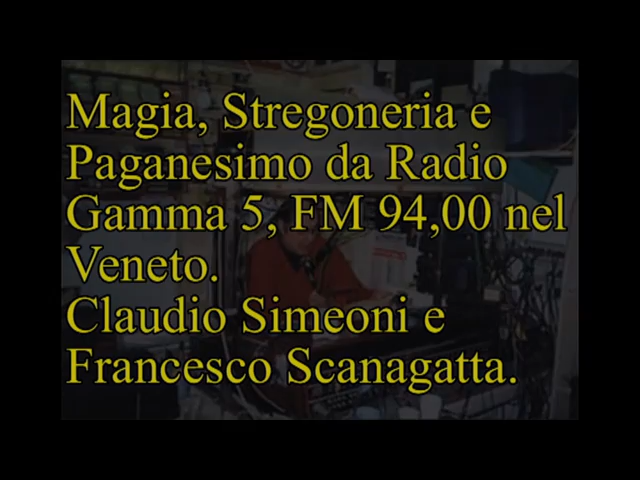 Magia, Stregoneria e
Paganesimo da Radio
Gamma 5, FM 94,00 nel
Veneto.
Claudio Simeoni e
Francesco Scanagatta.